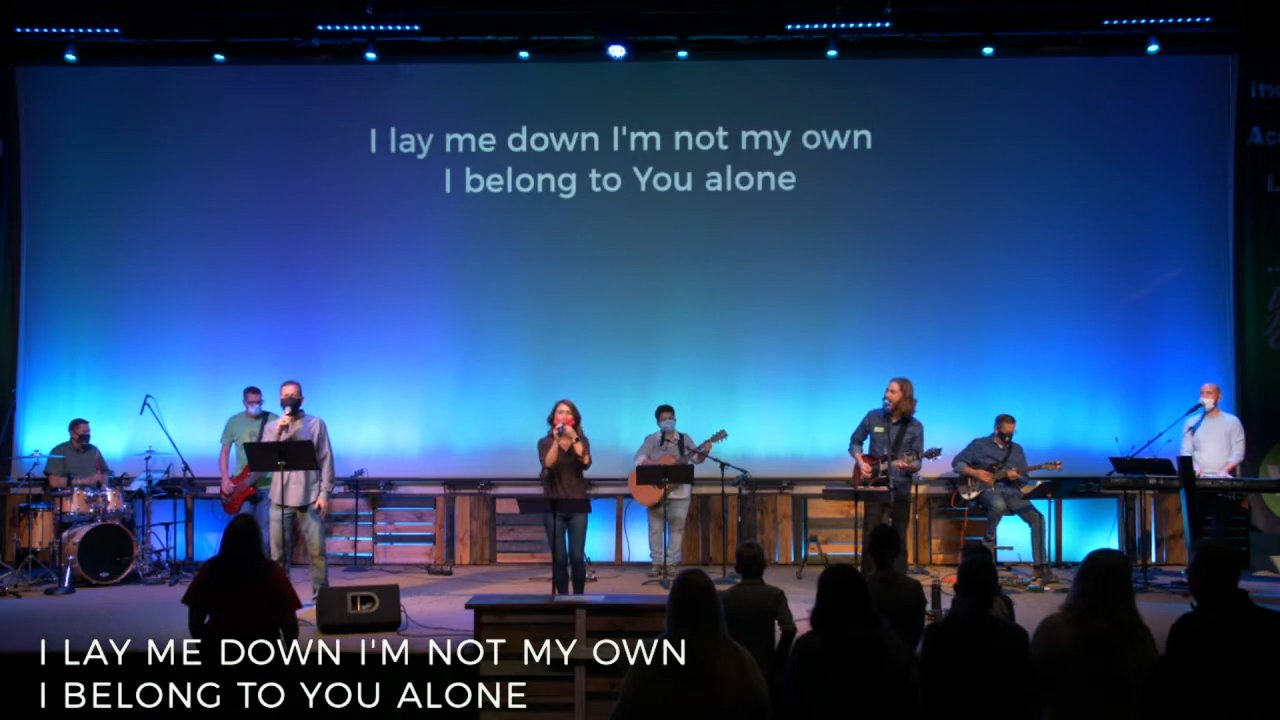 I lay me down I'm not my own
I belong to You alone
I LAY ME DOWN I'M NOT MY OWN
I BELONG TO YOU ALONE